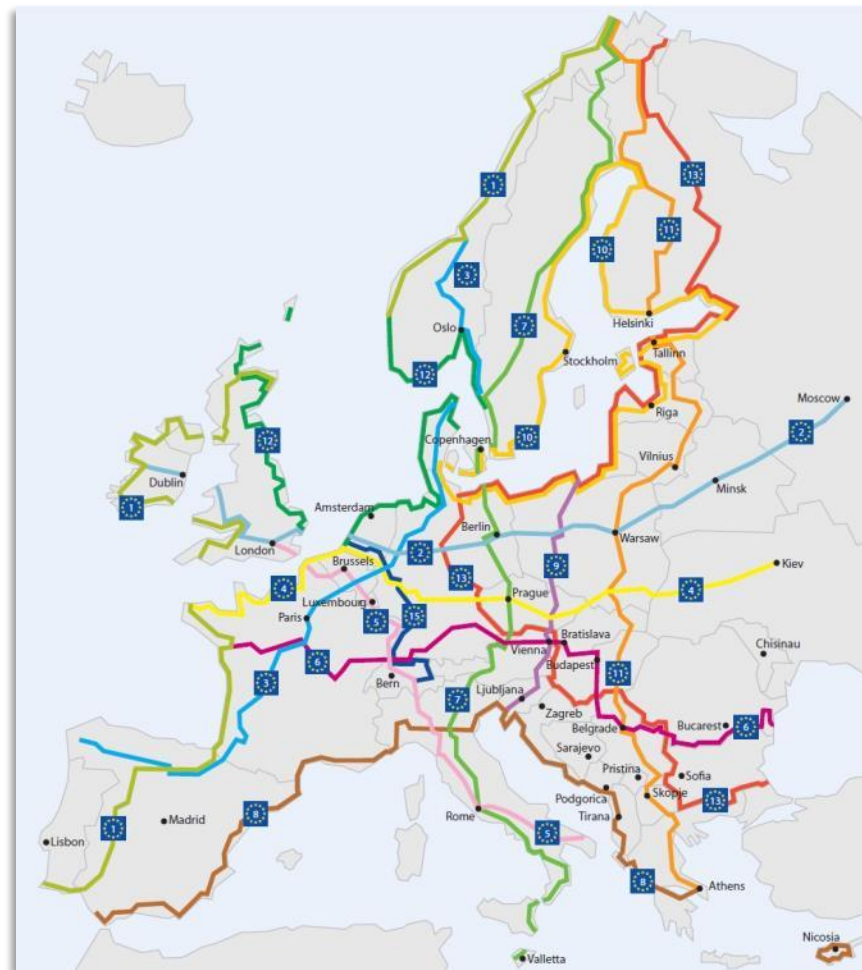 1
13
11
10
3
7
Oslo
Helsinki
Tallinn
Stockholm
12
Moscow
Riga
2
12
Copenhagen
10
Vilnius
Dublin
Minsk
1
Amsterdam
Berlin
Warsaw
London
2
Brussels
9
Kiev
13
4
4
Luxembourg
Prague
15
5
Paris
Bratislava
Vienna
Chisinau
6
Budapest
Bern
11
3
7
Ljubljana
Zagreb
Bucarest
6
Belgrade
Sarajevo
Pristina
Sofia
Podgorica
Skopje
13
Rome
Tirana
8
Madrid
1
Lisbon
5
8
Athens
Nicosia
Valletta